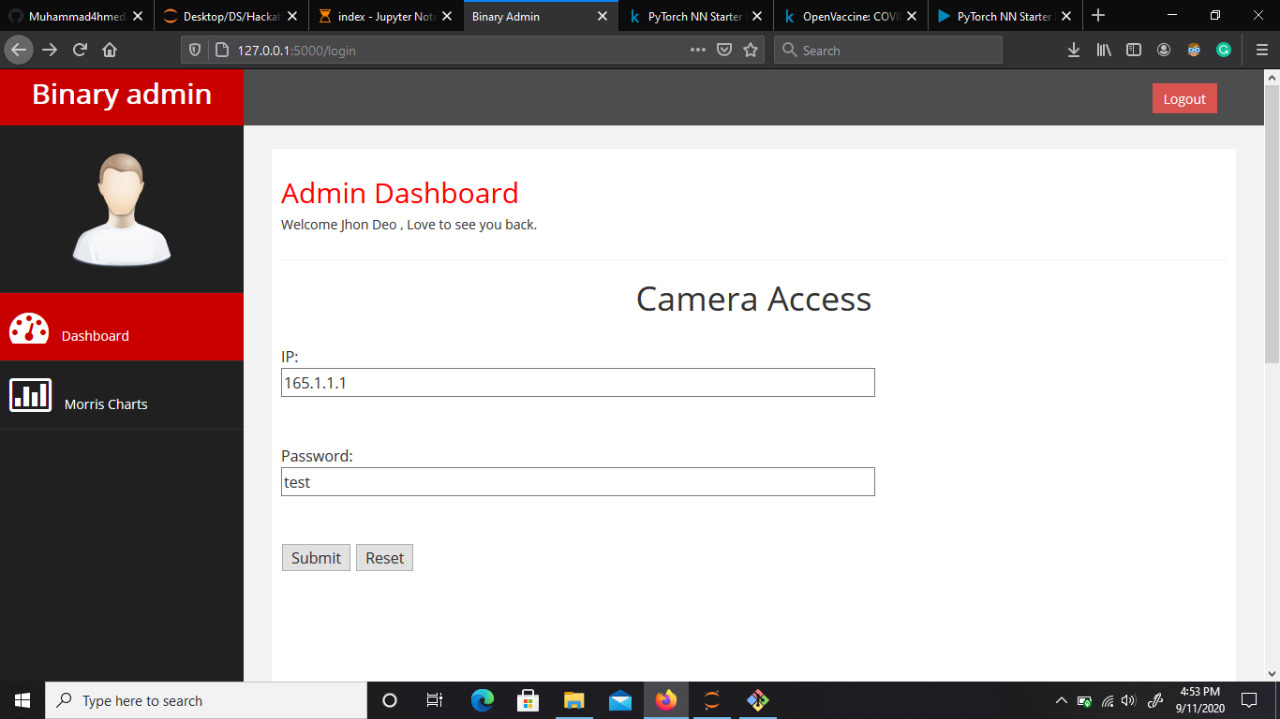 Muhammad4hmed
Desktop/DS/Hackat
index - Jupyter Note
Binary Admin
PyTorch NN Starter
OpenVaccine: COVI
PyTorch NN Starter
127.0.0.1:5000/login
Search
Binary admin
Logout
Admin Dashboard
Welcome Jhon Deo , Love to see you back.
Camera Access
Dashboard
Morris Charts
IP:
165.1.1.1
Password:
test
Submit Reset
Type here to search
4:53 PM
9/11/2020